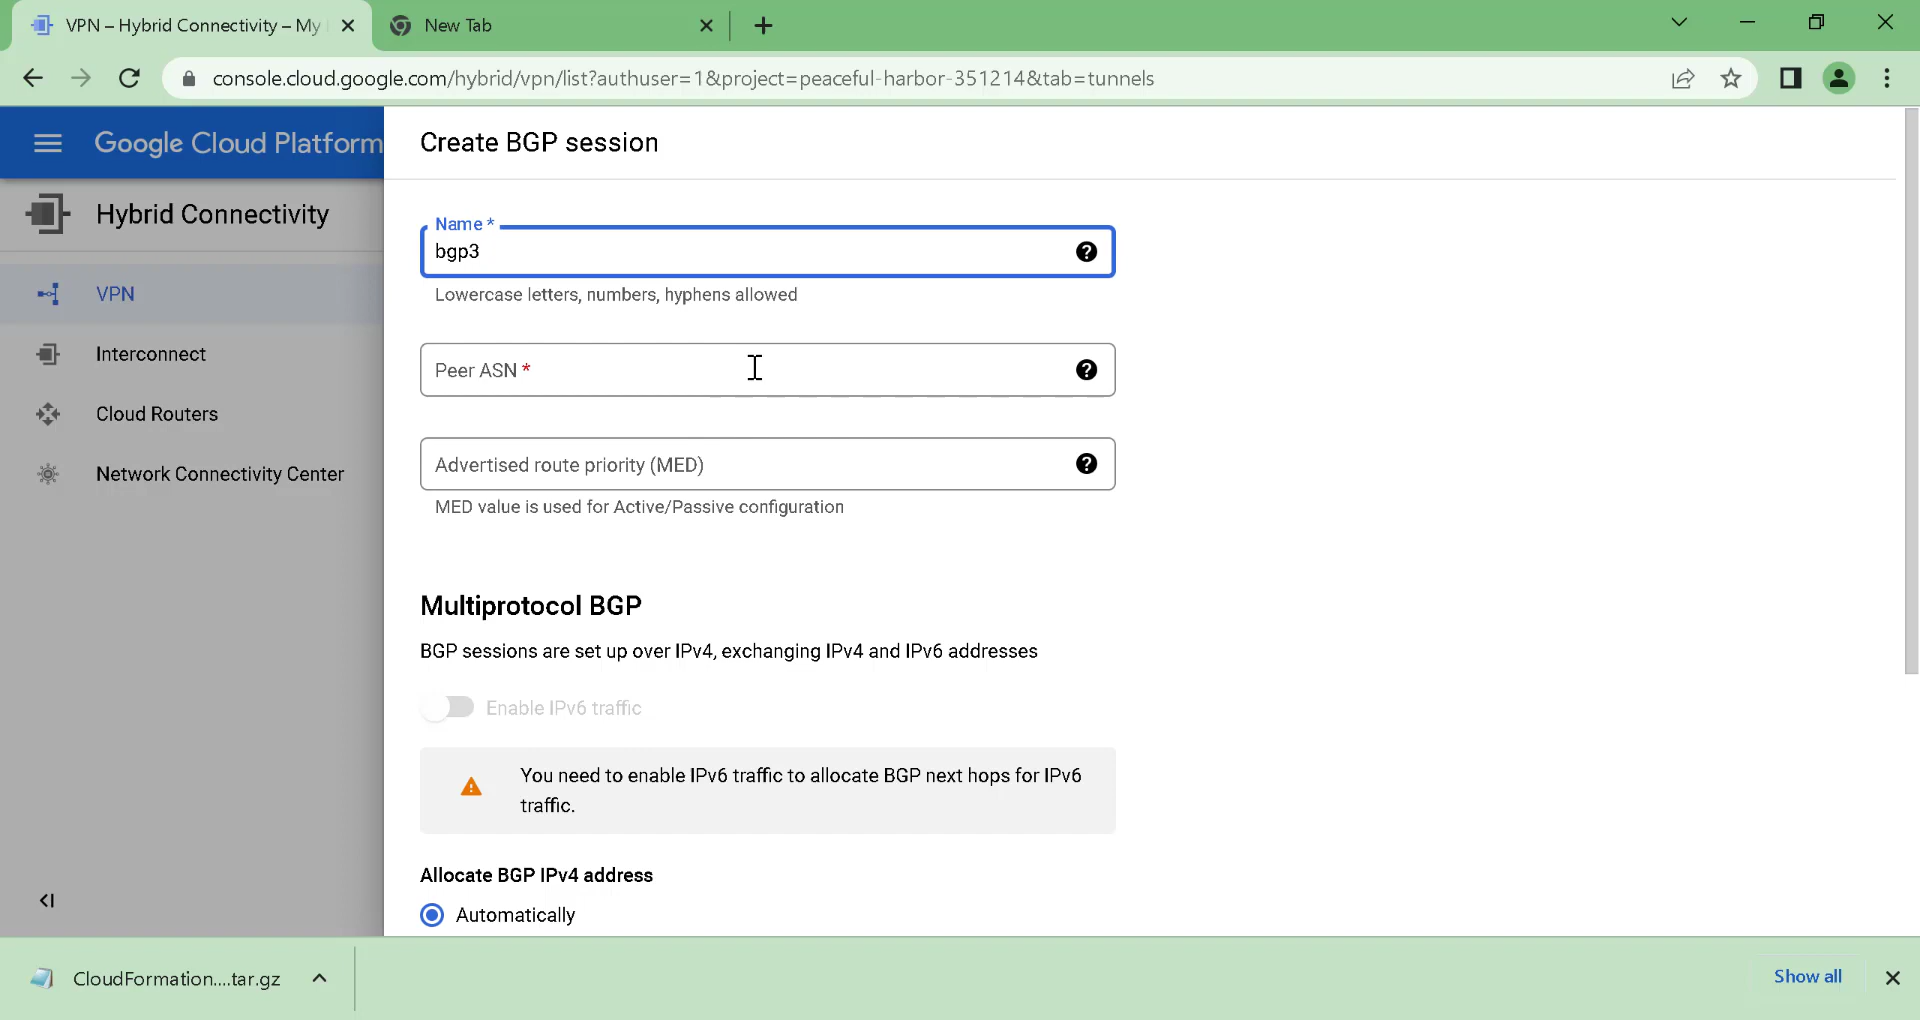 VPN – Hybrid Connectivity – My
New Tab
console.cloud.google.com/hybrid/vpn/list?authuser=1&project=peaceful-harbor-351214&tab=tunnels
Google Cloud Platform
Create BGP session
Hybrid Connectivity
Name *
bgp3
Lowercase letters, numbers, hyphens allowed
VPN
Interconnect
Peer ASN *
Cloud Routers
Advertised route priority (MED)
Network Connectivity Center
MED value is used for Active/Passive configuration
Multiprotocol BGP
BGP sessions are set up over IPv4, exchanging IPv4 and IPv6 addresses
Enable IPv6 traffic
You need to enable IPv6 traffic to allocate BGP next hops for IPv6
traffic.
Allocate BGP IPv4 address
Automatically
CloudFormation....tar.gz
Show all